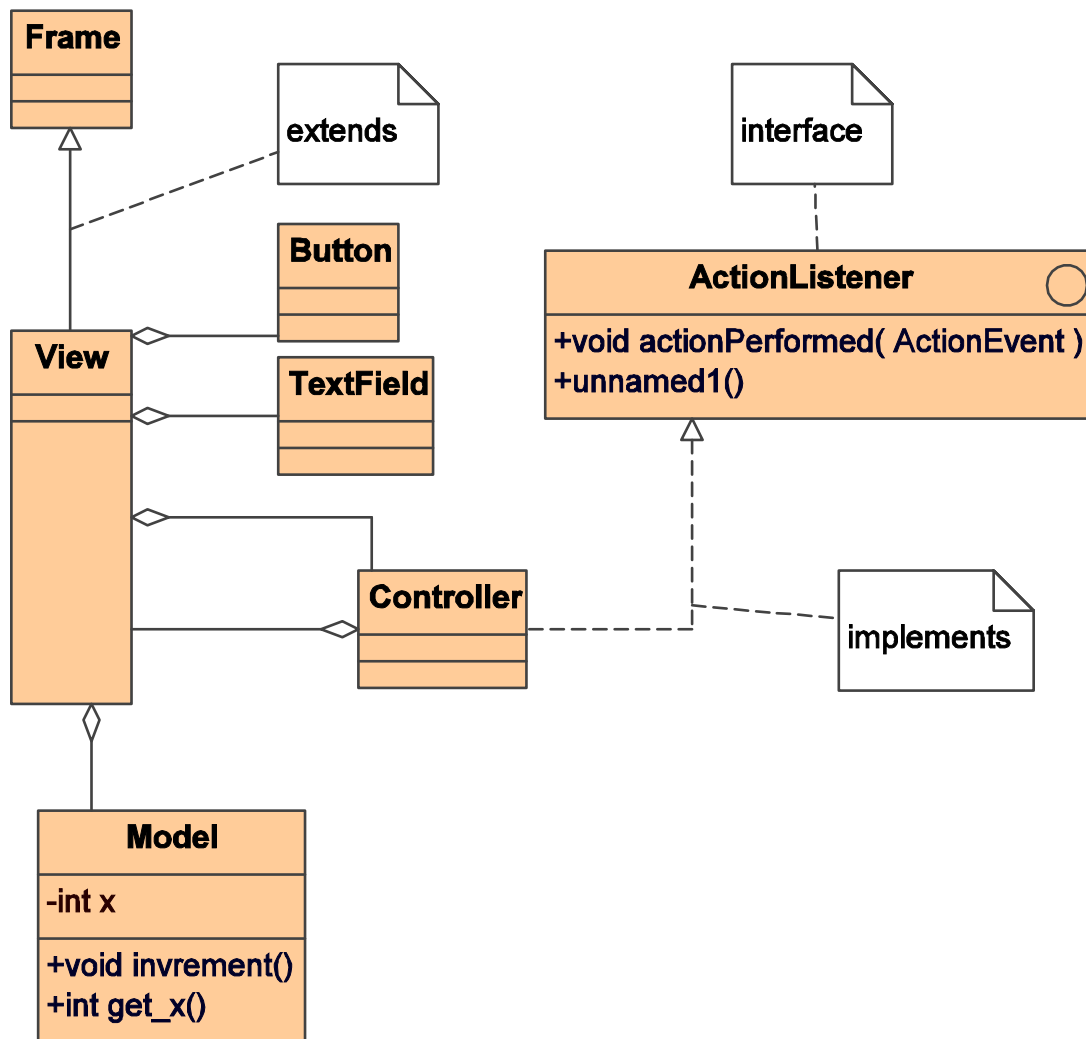 Frame
extends
interface
Button
ActionListener
+void actionPerformed( ActionEvent )
+unnamed1()
View
TextField
Controller
implements
Model
-int x
+void invrement()
+int get_x()